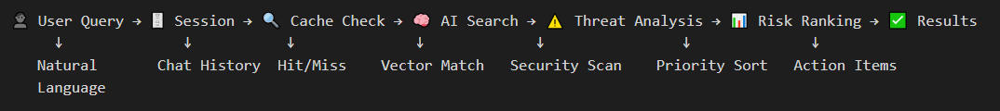 👤 User Query → 🗄️ Session → 🔍 Cache Check → 🧠 AI Search → ⚠️ Threat Analysis → 📊 Risk Ranking → ✅ Results
↓ ↓ ↓ ↓ ↓ ↓ ↓
Natural Chat History Hit/Miss Vector Match Security Scan Priority Sort Action Items
Language